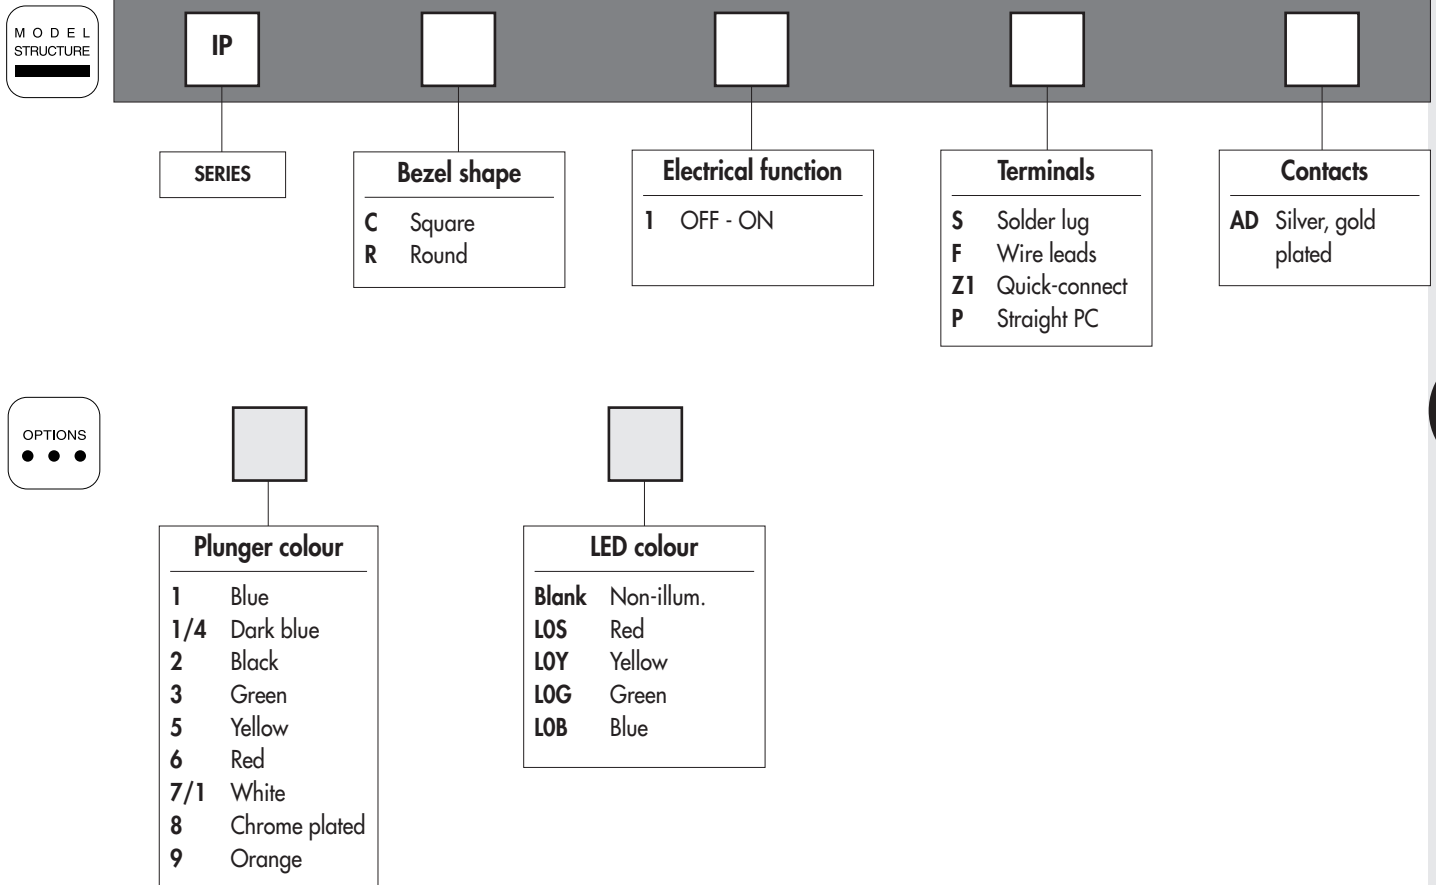 MODEL
STRUCTURE
IP
SERIES
Bezel shape
C Square
R Round
Electrical function
1 OFF - ON
Terminals
S Solder lug
F Wire leads
Z1 Quick-connect
P Straight PC
Contacts
AD Silver, gold
plated
OPTIONS
Plunger colour
1 Blue
1/4 Dark blue
2 Black
3 Green
5 Yellow
6 Red
7/1 White
8 Chrome plated
9 Orange
LED colour
Blank Non-illum.
L0S Red
L0Y Yellow
L0G Green
L0B Blue